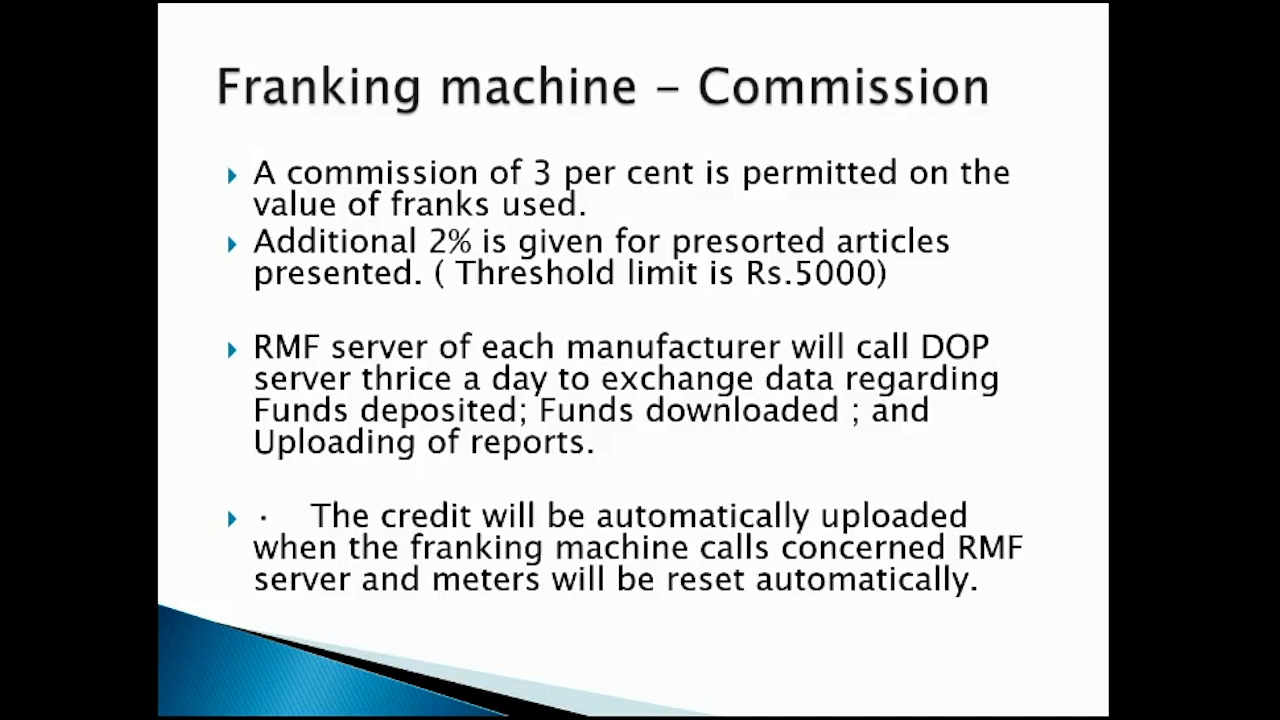 Franking machine – Commission
A commission of 3 per cent is permitted on the
value of franks used.
Additional 2% is given for presorted articles
presented. ( Threshold limit is Rs.5000)
RMF server of each manufacturer will call DOP
server thrice a day to exchange data regarding
Funds deposited; Funds downloaded ; and
Uploading of reports.
· The credit will be automatically uploaded
when the franking machine calls concerned RMF
server and meters will be reset automatically.